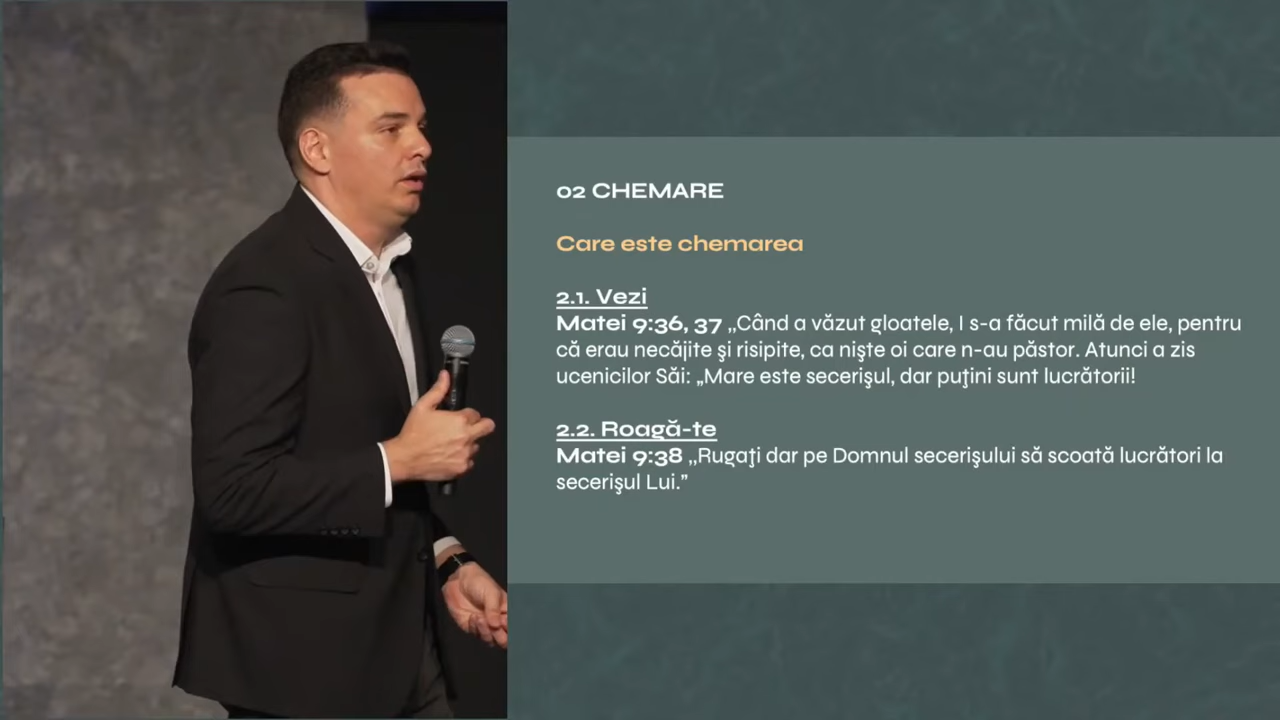 02 CHEMARE
Care este chemarea
2.1. Vezi
Matei 9:36, 37 „Când a văzut gloatele, I s-a făcut milă de ele, pentru
că erau necăjite şi risipite, ca nişte oi care n-au păstor. Atunci a zis
ucenicilor Săi: „Mare este secerişul, dar puţini sunt lucrătorii!
2.2. Roagă-te
Matei 9:38 „Rugaţi dar pe Domnul secerişului să scoată lucrători la
secerişul Lui.”